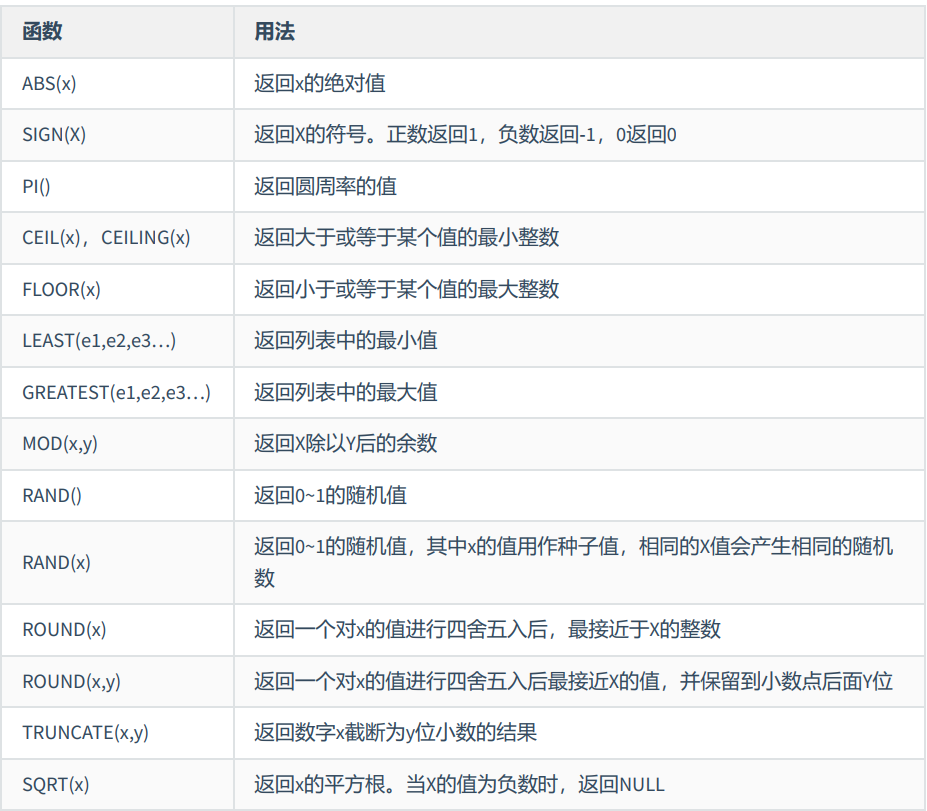 函数 用法
ABS(x) 返回x的绝对值
SIGN(X) 返回X的符号。正数返回1，负数返回-1，0返回0
PI() 返回圆周率的值
CEIL(x)，CEILING(x) 返回大于或等于某个值的最小整数
FLOOR(x) 返回小于或等于某个值的最大整数
LEAST(e1,e2,e3…) 返回列表中的最小值
GREATEST(e1,e2,e3…) 返回列表中的最大值
MOD(x,y) 返回X除以Y后的余数
RAND() 返回0~1的随机值
RAND(x) 返回0~1的随机值，其中x的值用作种子值，相同的X值会产生相同的随机
数
ROUND(x) 返回一个对x的值进行四舍五入后，最接近于X的整数
ROUND(x,y) 返回一个对x的值进行四舍五入后最接近X的值，并保留到小数点后面Y位
TRUNCATE(x,y) 返回数字x截断为y位小数的结果
SQRT(x) 返回x的平方根。当X的值为负数时，返回NULL